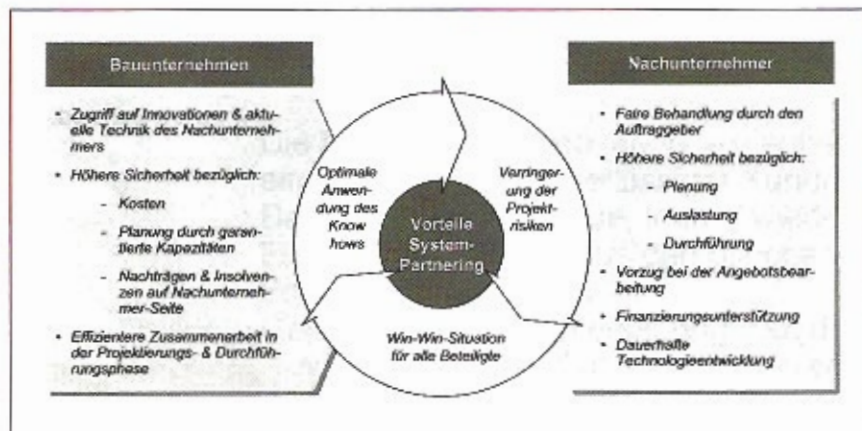 Bauunternehmen
• Zugriff auf Innovationen & aktu-
elle Technik des Nachunterneh-
mers
• Höhere Sicherheit bezüglich:
- Kosten
- Planung durch garan-
tierte Kapazitäten
- Nachträgen & Insolven-
zen auf Nachunterneh-
mer-Seite
• Effizientere Zusammenarbeit in
der Projektierungs- & Durchfüh-
rungsphase
Optimale
Anwen-
dung des
Know
hows
Verringer-
ung der
Projekt-
risiken
Vorteile
System-
Partnering
Win-Win-Situation
für alle Beteiligte
Nachunternehmer
• Faire Behandlung durch den
Auftraggeber
• Höhere Sicherheit bezüglich:
- Planung
- Auslastung
- Durchführung
• Vorzug bei der Angebotsbear-
beitung
• Finanzierungsunterstützung
• Dauerhafte
Technologieentwicklung